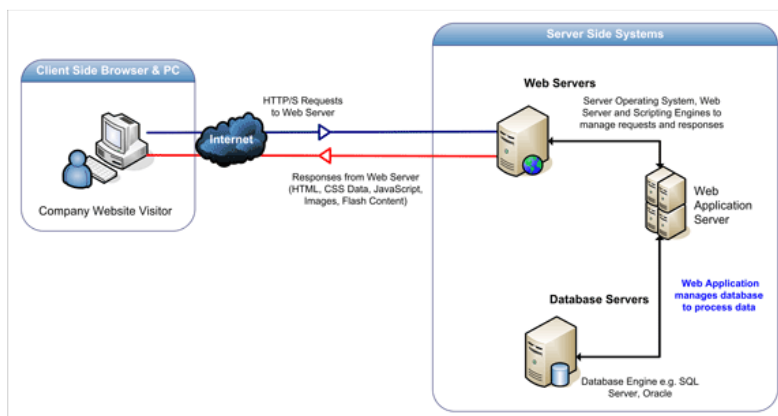 Server Side Systems
Client Side Browser & PC
Web Servers
HTTP/S Requests
to Web Server
Server Operating System, Web
Server and Scripting Engines to
manage requests and responses
Internet
Responses from Web Server
(HTML, CSS Data, JavaScript,
Images, Flash Content)
Company Website Visitor
Web
Application
Server
Web Application
manages database
to process data
Database Servers
Database Engine e.g. SQL
Server, Oracle